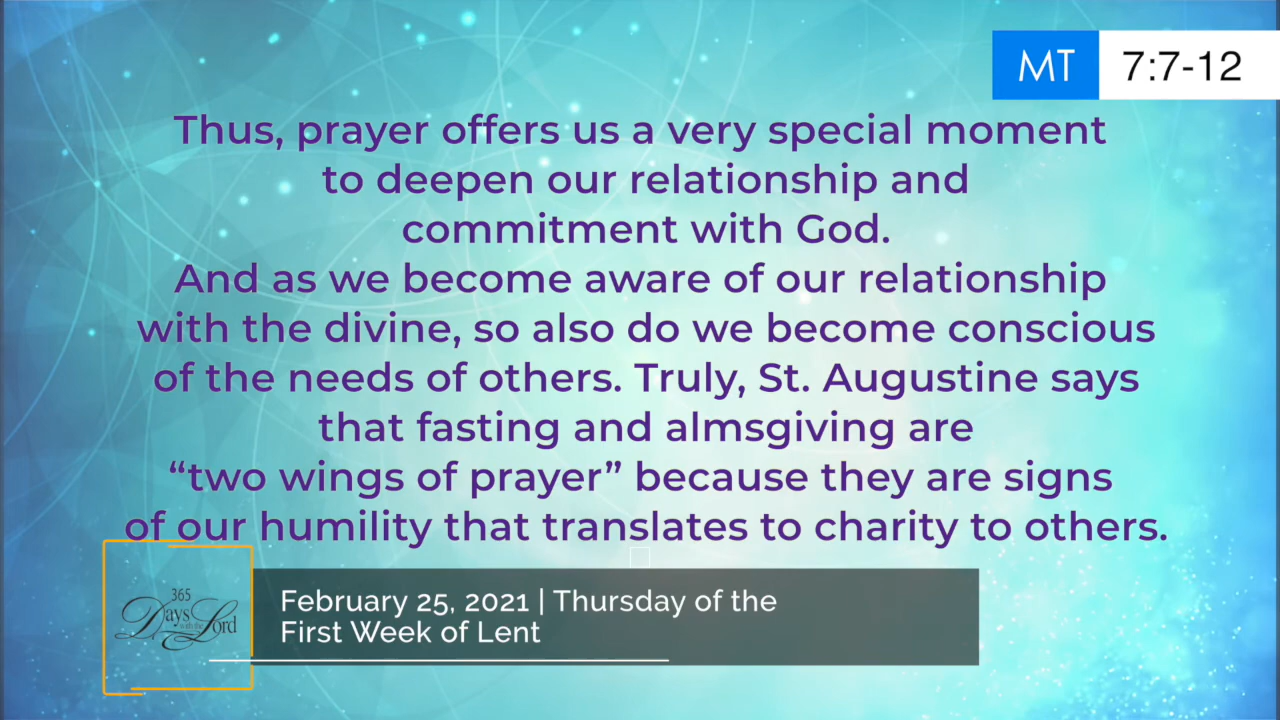 MT 7:7-12
Thus, prayer offers us a very special moment
to deepen our relationship and
commitment with God.
And as we become aware of our relationship
with the divine, so also do we become conscious
of the needs of others. Truly, St. Augustine says
that fasting and almsgiving are
“two wings of prayer” because they are signs
of our humility that translates to charity to others.
365
Days with the Lord
February 25, 2021 | Thursday of the
First Week of Lent